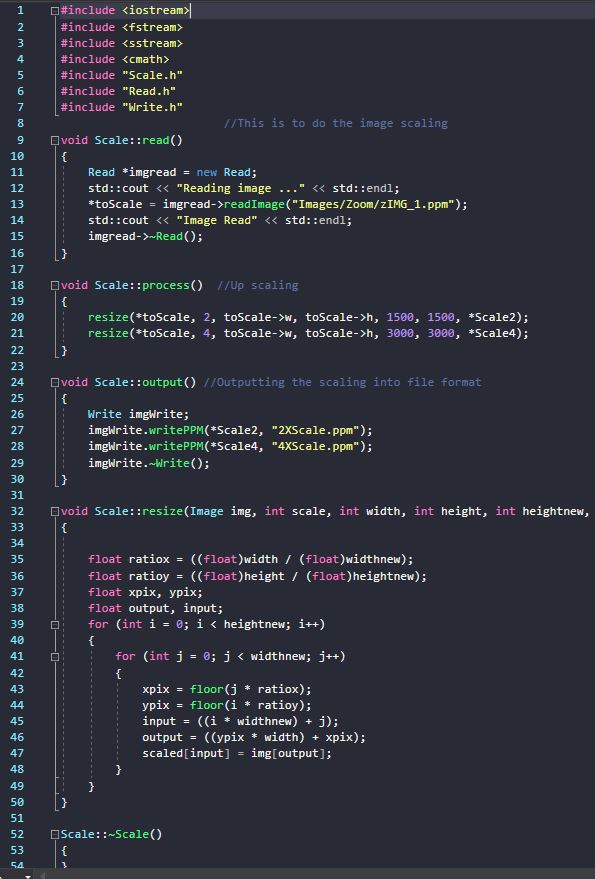 1 #include <iostream>
2 #include <fstream>
3 #include <sstream>
4 #include <cmath>
5 #include "Scale.h"
6 #include "Read.h"
7 #include "Write.h"
8 //This is to do the image scaling
9 void Scale::read()
10 {
11 Read *imgread = new Read;
12 std::cout << "Reading image ..." << std::endl;
13 *toScale = imgread->readImage("Images/Zoom/zIMG_1.ppm");
14 std::cout << "Image Read" << std::endl;
15 imgread->~Read();
16 }
17
18 void Scale::process() //Up scaling
19 {
20 resize(*toScale, 2, toScale->w, toScale->h, 1500, 1500, *Scale2);
21 resize(*toScale, 4, toScale->w, toScale->h, 3000, 3000, *Scale4);
22 }
23
24 void Scale::output() //Outputting the scaling into file format
25 {
26 Write imgWrite;
27 imgWrite.writePPM(*Scale2, "2XScale.ppm");
28 imgWrite.writePPM(*Scale4, "4XScale.ppm");
29 imgWrite.~Write();
30 }
31
32 void Scale::resize(Image img, int scale, int width, int height, int heightnew,
33 {
34
35 float ratiox = ((float)width / (float)widthnew);
36 float ratioy = ((float)height / (float)heightnew);
37 float xpix, ypix;
38 float output, input;
39 for (int i = 0; i < heightnew; i++)
40 {
41 for (int j = 0; j < widthnew; j++)
42 {
43 xpix = floor(j * ratiox);
44 ypix = floor(i * ratioy);
45 input = ((i * widthnew) + j);
46 output = ((ypix * width) + xpix);
47 scaled[input] = img[output];
48 }
49 }
50 }
51
52 Scale::~Scale()
53 {
54 }